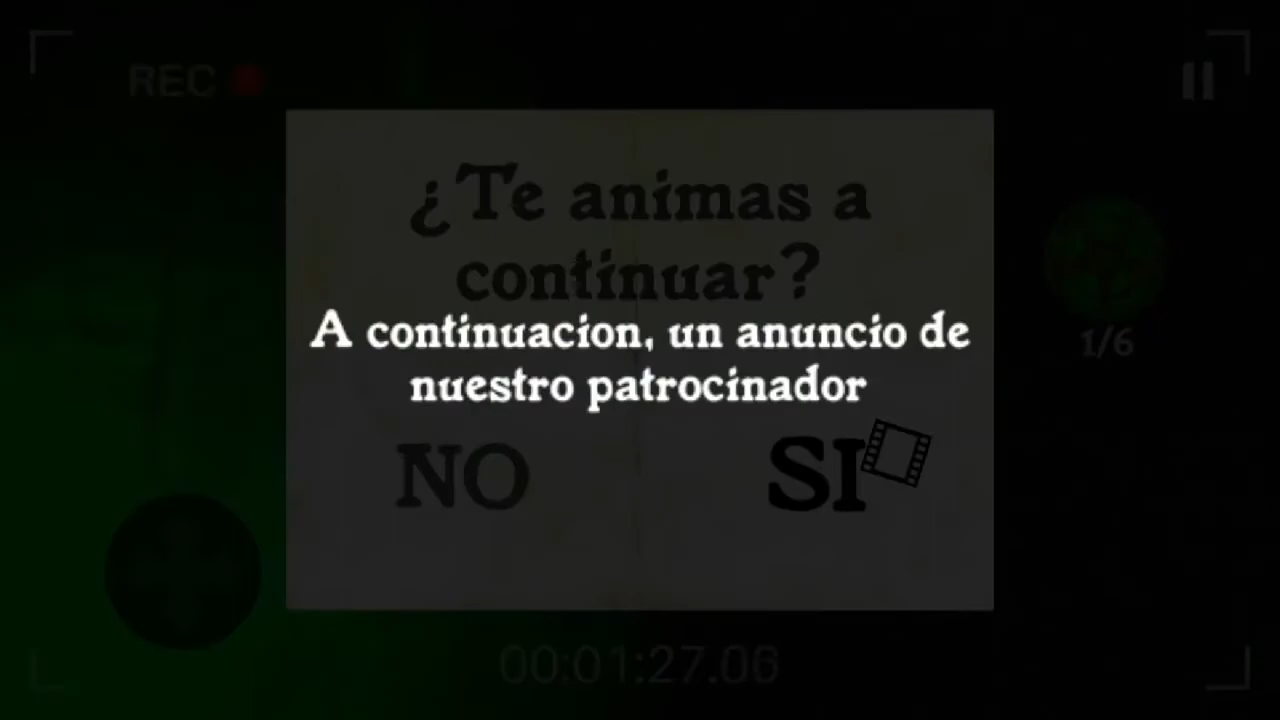 REC
¿Te animas a
continuar?
A continuacion, un anuncio de
nuestro patrocinador
1/6
NO
SI
00:01:27.06